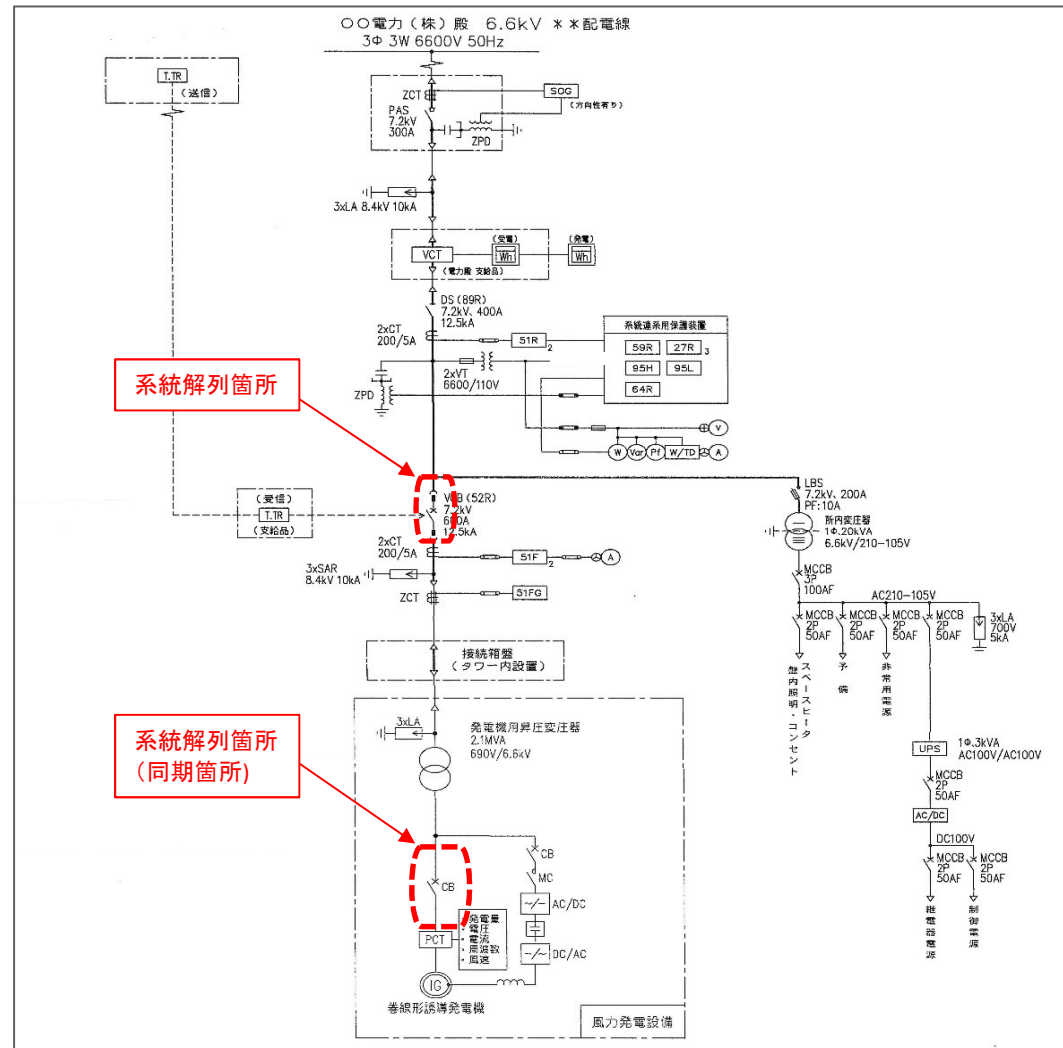 ○○電力(株)殿 6.6kV **配電線
3Φ 3W 6600V 50Hz
T.TR
(送信)
ZCT
SOG
(方向性有り)
PAS
7.2kV
300A
ZPD
3xLA 8.4kV 10kA
(受電)
(発電)
VCT
Wh
Wh
(電力殿 支給品)
DS(89R)
7.2kV、400A
12.5kA
2xCT
200/5A
51R 2
系統連系用保護装置
59R
27R 3
95H
95L
64R
2xVT
6600/110V
ZPD
系統解列箇所
V
W
Var
Pf
W/TD
A
(受信)
T.TR
(支給品)
VCB(52R)
7.2kV
600A
12.5kA
LBS
7.2kV、200A
PF:10A
所内変圧器
1Φ.20kVA
6.6kV/210-105V
2xCT
200/5A
51F 2
A
3xSAR
8.4kV 10kA
ZCT
51FG
MCCB
3P
100AF
AC210-105V
MCCB
2P
50AF
MCCB
2P
50AF
MCCB
2P
50AF
MCCB
2P
50AF
3xLA
700V
5kA
スペースヒータ
盤内照明・コンセント
予備
非常用電源
接続箱盤
(タワー内設置)
3xLA
発電機用昇圧変圧器
2.1MVA
690V/6.6kV
系統解列箇所
(同期箇所)
UPS
1Φ.3kVA
AC100V/AC100V
MCCB
2P
50AF
AC/DC
DC100V
MCCB
2P
50AF
MCCB
2P
50AF
継電器電源
制御電源
CB
MC
CB
AC/DC
DC/AC
PCT
・発電量
・電圧
・電流
・周波数
・風速
IG
巻線形誘導発電機
風力発電設備